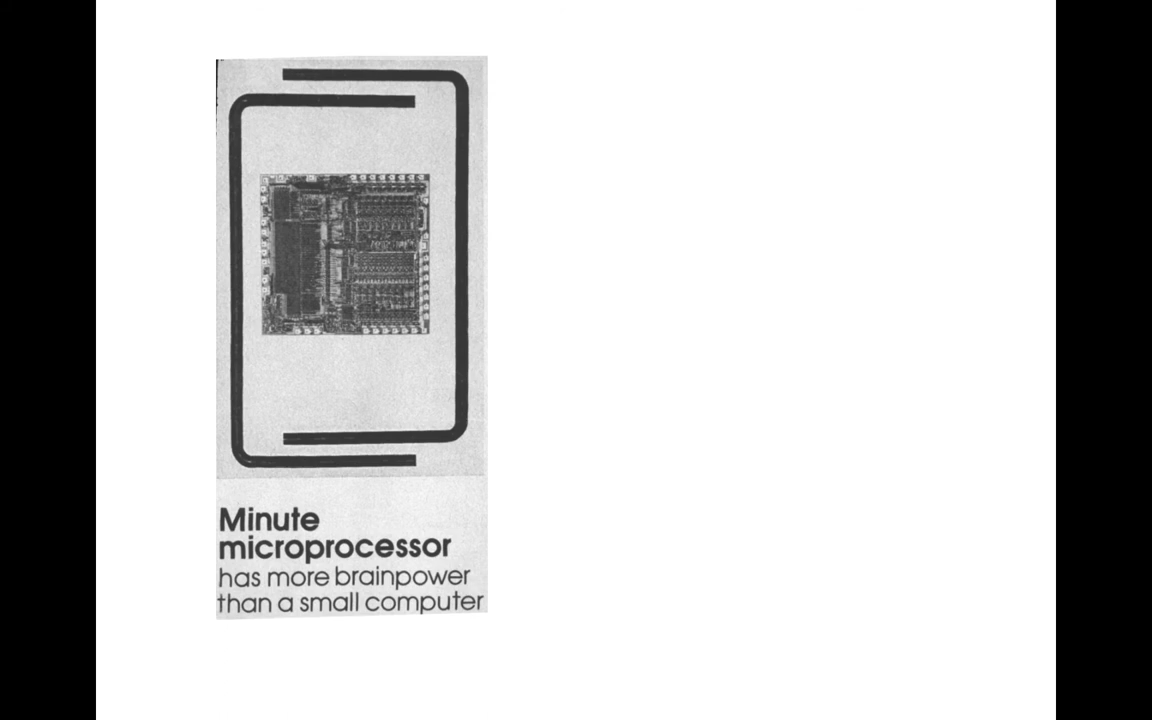 Minute
microprocessor
has more brainpower
than a small computer